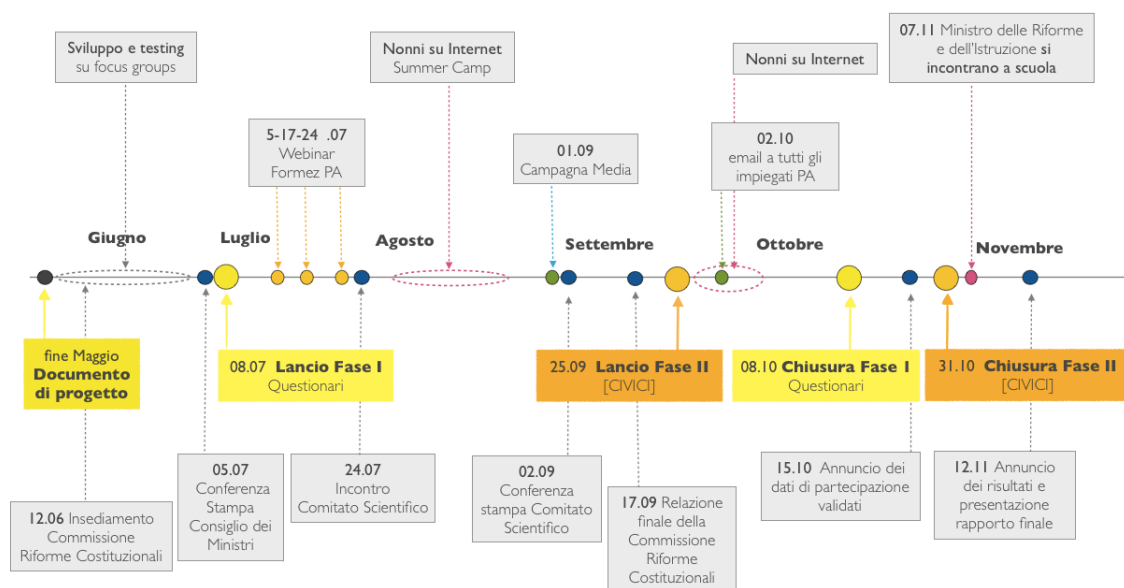 Sviluppo e testing
su focus groups
Nonni su Internet
Summer Camp
Nonni su Internet
07.11 Ministro delle Riforme
e dell'Istruzione si
incontrano a scuola
5-17-24 .07
Webinar
Formez PA
01.09
Campagna Media
02.10
email a tutti gli
impiegati PA
Giugno
Luglio
Agosto
Settembre
Ottobre
Novembre
fine Maggio
Documento
di progetto
08.07 Lancio Fase I
Questionari
25.09 Lancio Fase II
[CIVICI]
08.10 Chiusura Fase I
Questionari
31.10 Chiusura Fase II
[CIVICI]
12.06 Insediamento
Commissione
Riforme Costituzionali
05.07
Conferenza
Stampa
Consiglio dei
Ministri
24.07
Incontro
Comitato Scientifico
02.09
Conferenza
stampa Comitato
Scientifico
17.09 Relazione
finale della
Commissione
Riforme
Costituzionali
15.10 Annuncio dei
dati di partecipazione
validati
12.11 Annuncio
dei risultati e
presentazione
rapporto finale